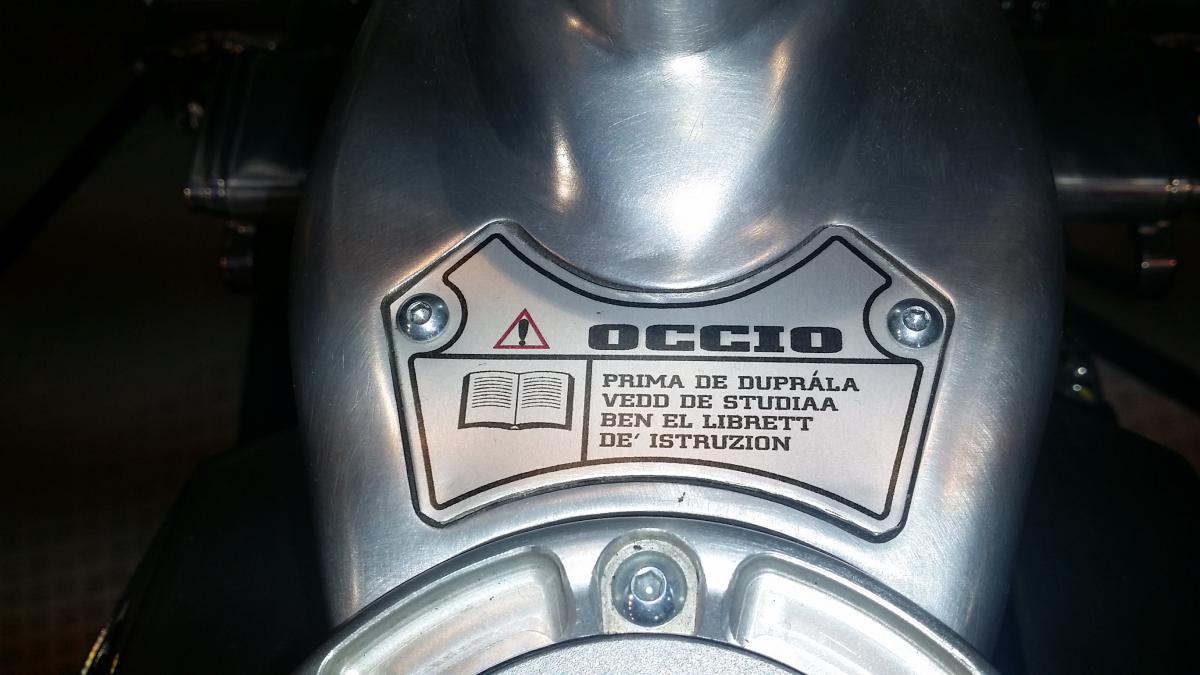 OCCIO
PRIMA DE DUPRÁLA
VEDD DE STUDIAA
BEN EL LIBRETT
DE' ISTRUZION